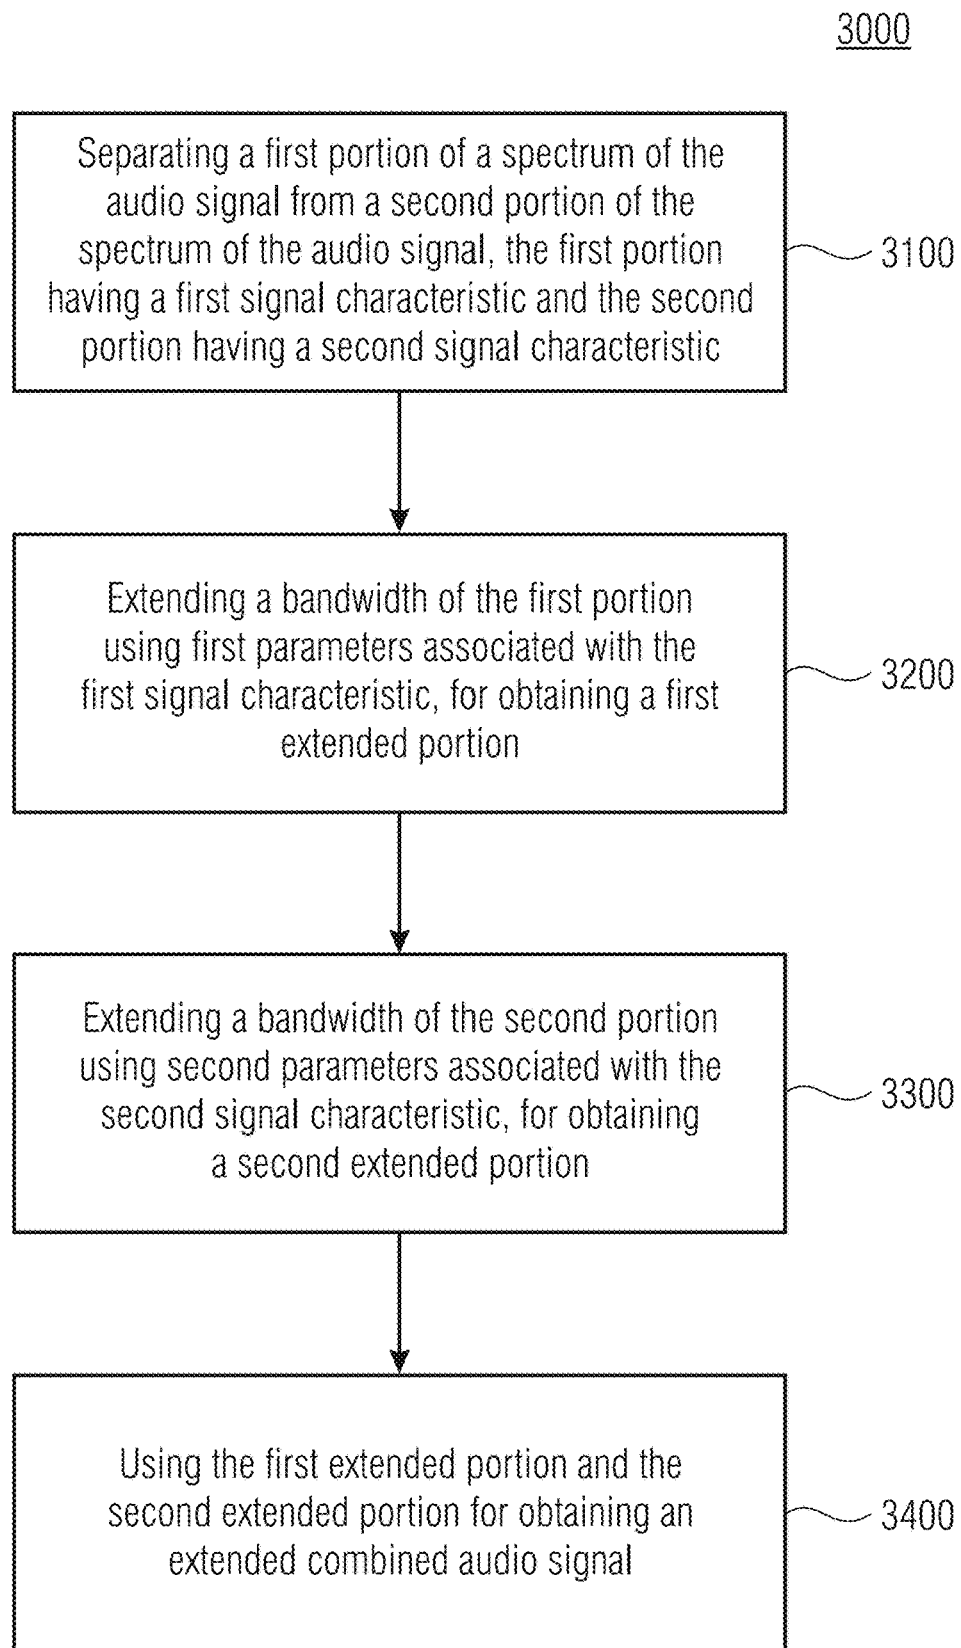 3000
Separating a first portion of a spectrum of the
audio signal from a second portion of the
spectrum of the audio signal, the first portion
having a first signal characteristic and the second
portion having a second signal characteristic
3100
Extending a bandwidth of the first portion
using first parameters associated with the
first signal characteristic, for obtaining a first
extended portion
3200
Extending a bandwidth of the second portion
using second parameters associated with the
second signal characteristic, for obtaining
a second extended portion
3300
Using the first extended portion and the
second extended portion for obtaining an
extended combined audio signal
3400